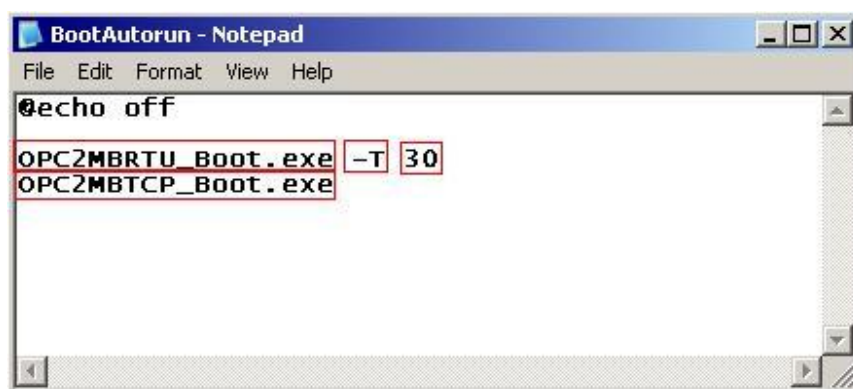 BootAutorun - Notepad
File Edit Format View Help
@echo off
OPC2MBRTU_Boot.exe -T 30
OPC2MBTCP_Boot.exe